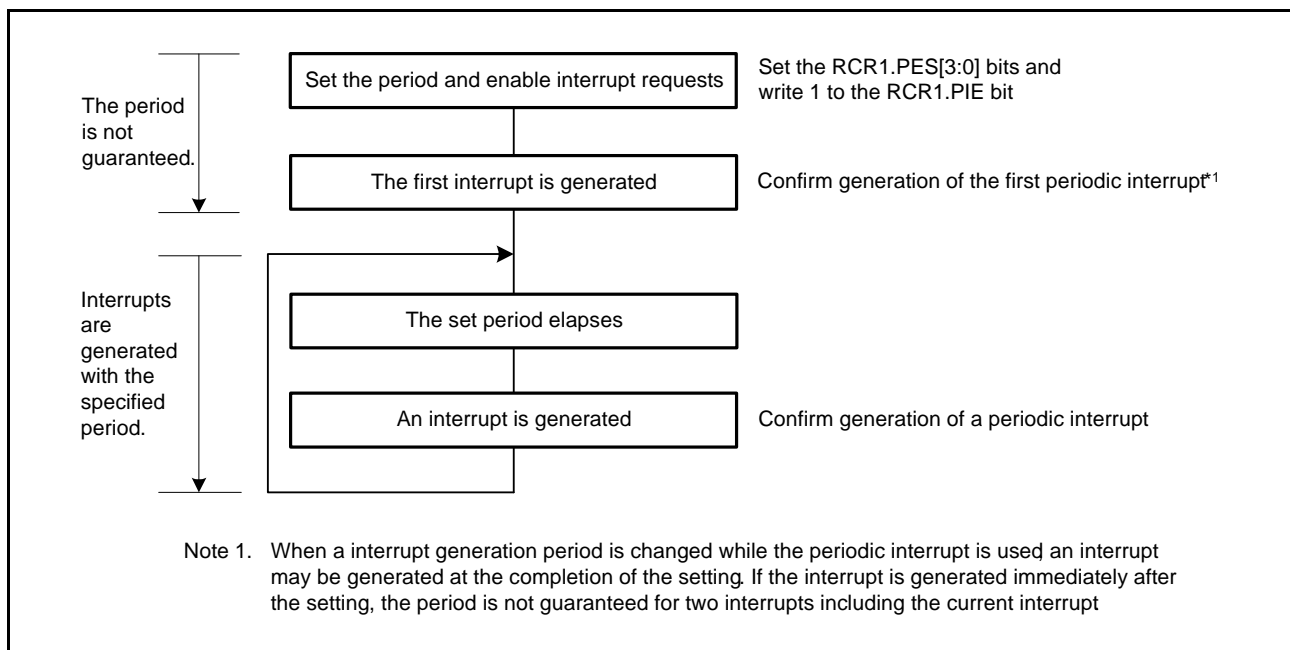 Set the period and enable interrupt requests
Set the RCR1.PES[3:0] bits and
write 1 to the RCR1.PIE bit
The period
is not
guaranteed.
The first interrupt is generated
Confirm generation of the first periodic interrupt*1
Interrupts
are
generated
with the
specified
period.
The set period elapses
An interrupt is generated
Confirm generation of a periodic interrupt
Note 1. When a interrupt generation period is changed while the periodic interrupt is used, an interrupt
may be generated at the completion of the setting. If the interrupt is generated immediately after
the setting, the period is not guaranteed for two interrupts including the current interrupt.